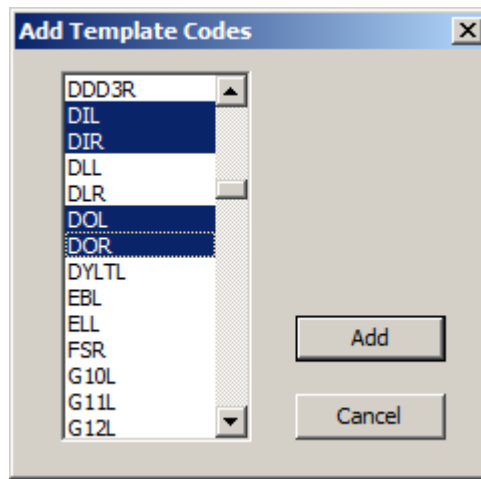 Add Template Codes
DDD3R
DIL
DIR
DLL
DLR
DOL
DOR
DYLTL
EBL
ELL
FSR
G10L
G11L
G12L
Add
Cancel